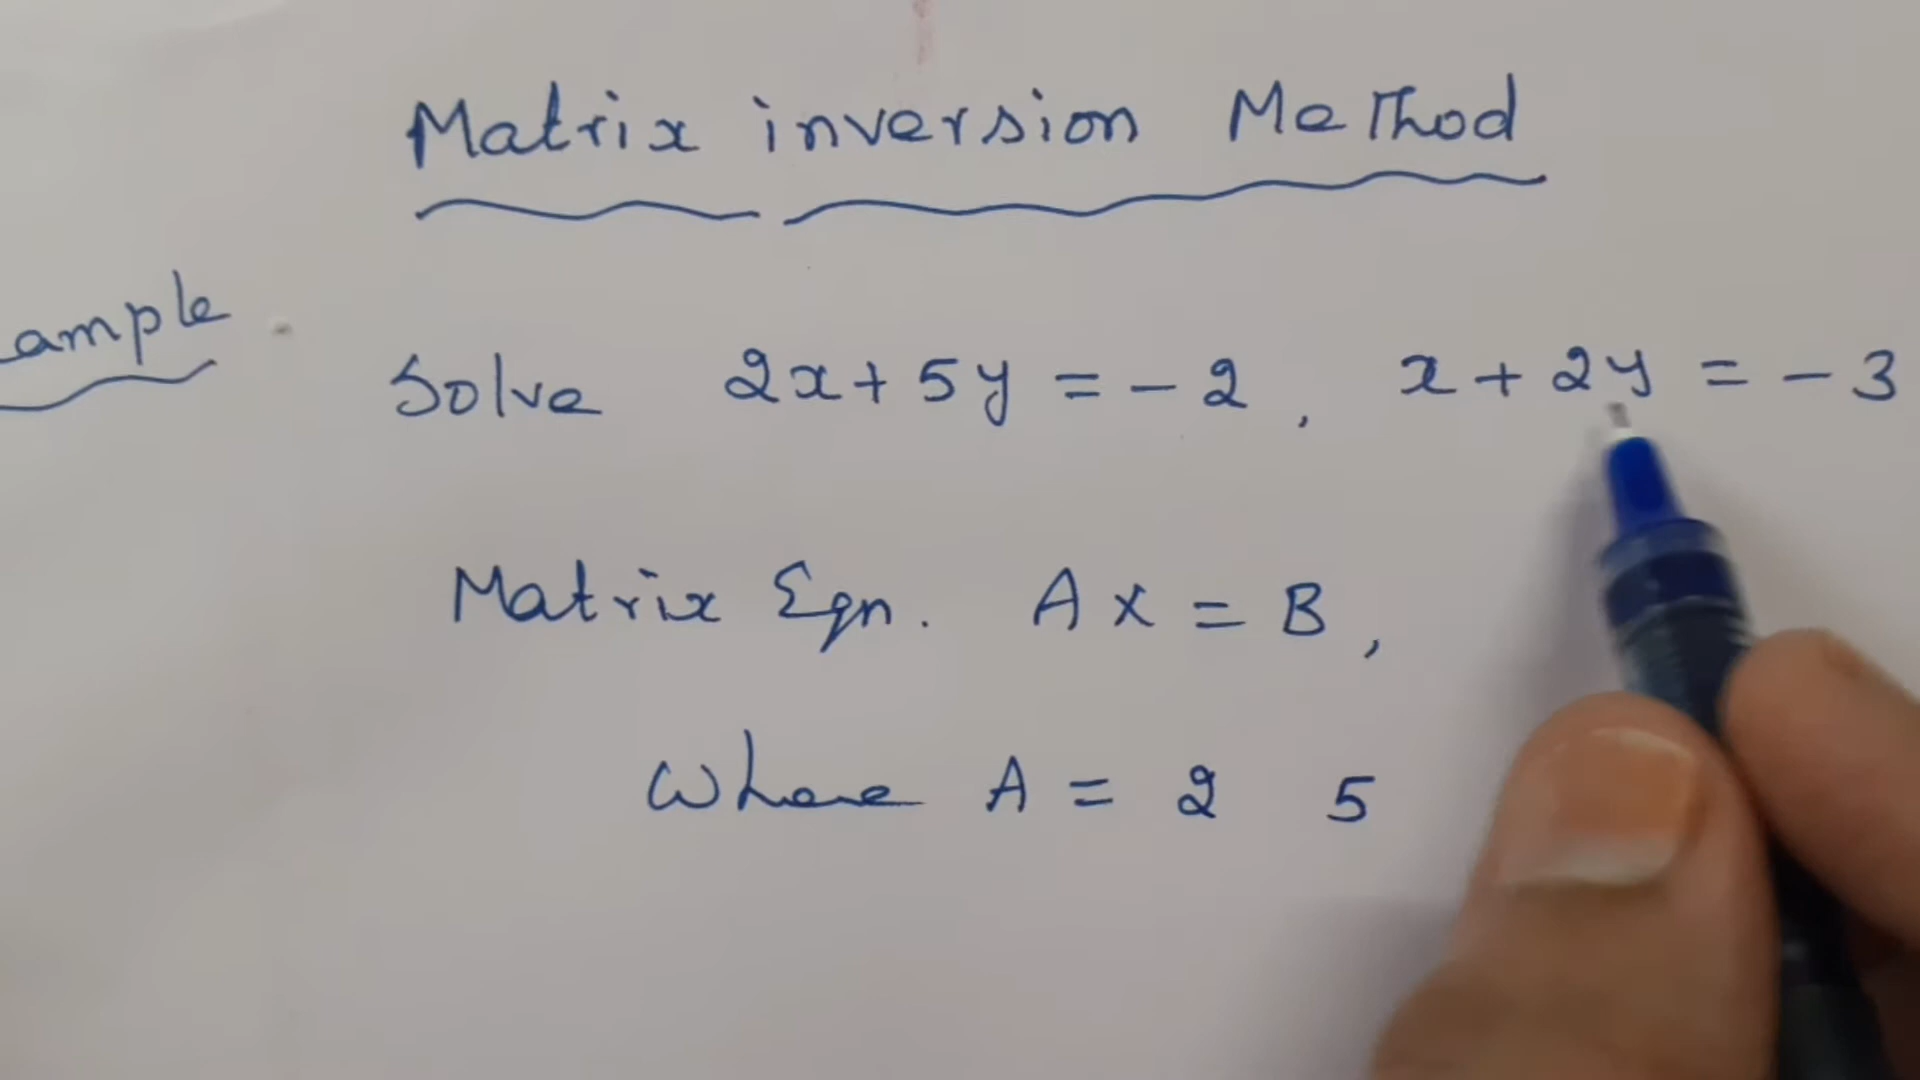 Matrix inversion Method
ample.
Solve 2x+5y=-2, x+2y=-3
Matrix Eqn. AX=B,
Where A = 2 5